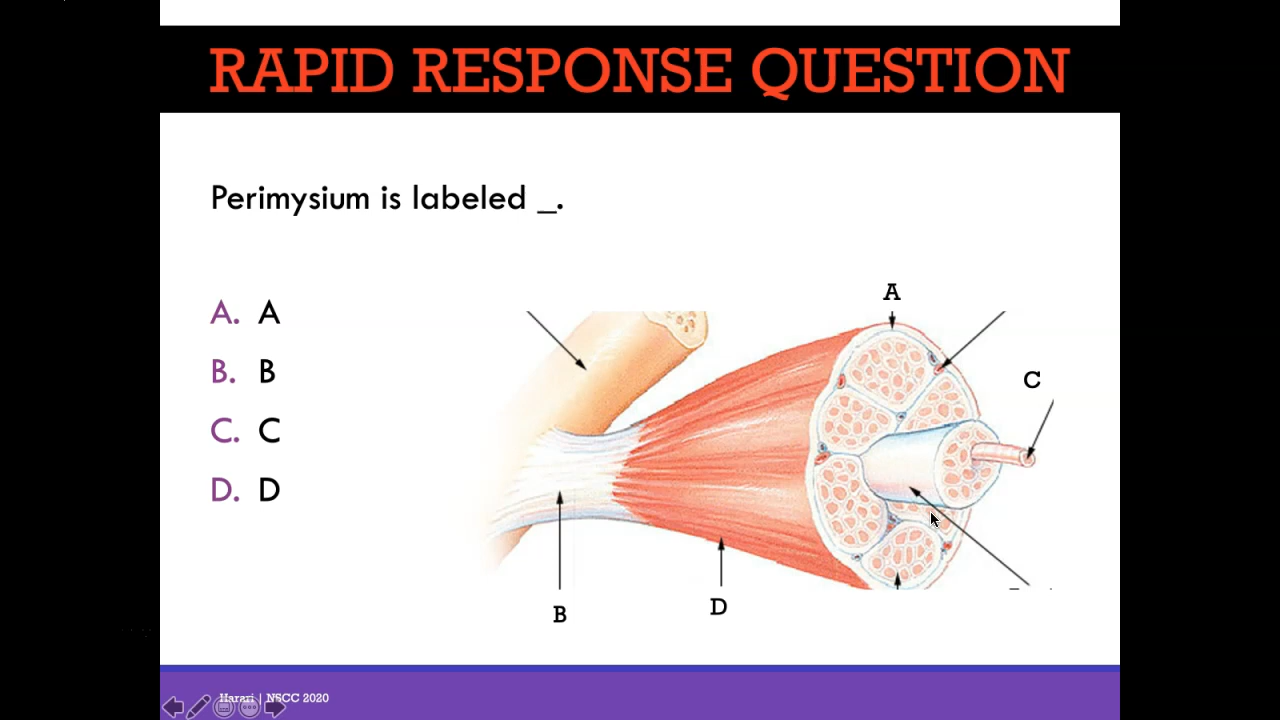 RAPID RESPONSE QUESTION
Perimysium is labeled _.
A. A
B. B
C. C
D. D
A
C
B
D
Harari | NSCC 2020